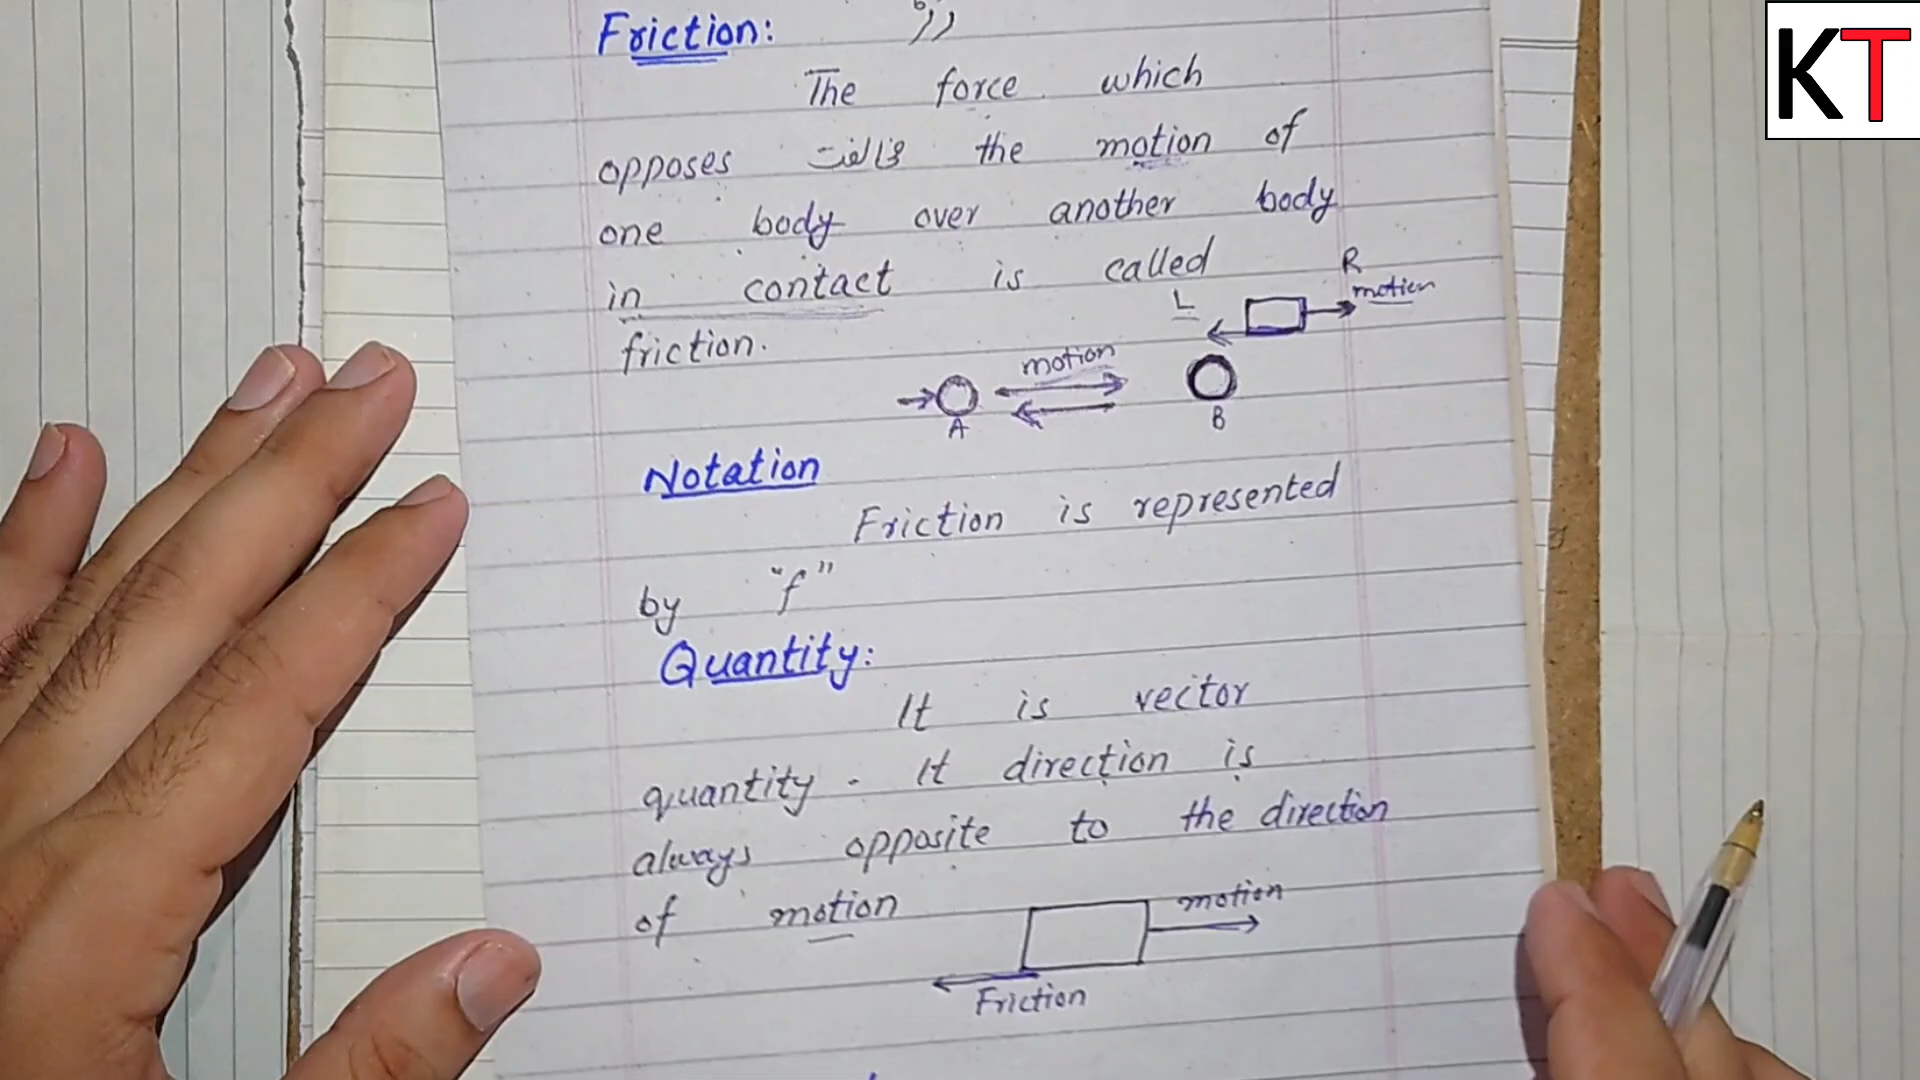 KT
Friction: رگڑ
The force which
opposes مخالفت the motion of
one body over another body
in contact is called
friction.
R
L motion
motion
A B
Notation
Friction is represented
by "f"
Quantity:
It is vector
quantity. It direction is
always opposite to the direction
of motion
motion
Friction